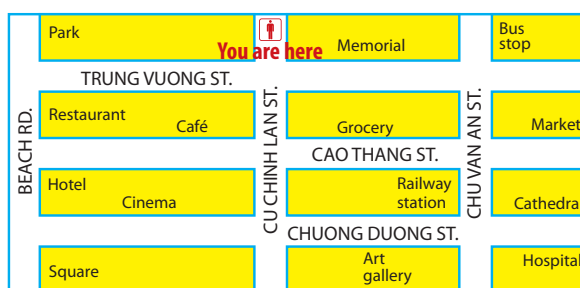 Park
You are here
Memorial
Bus
stop
TRUNG VUONG ST.
BEACH RD.
CU CHINH LAN ST.
CHU VAN AN ST.
Restaurant
Café
Grocery
Market
CAO THANG ST.
Hotel
Cinema
Railway
station
Cathedra
CHUONG DUONG ST.
Square
Art
gallery
Hospital